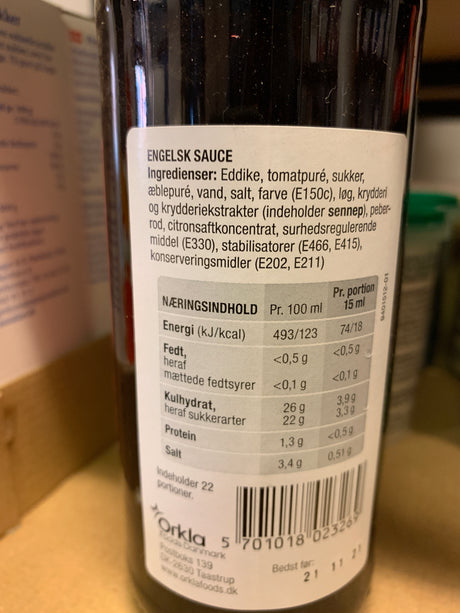 ENGELSK SAUCE
Ingredienser: Eddike, tomatpuré, sukker,
æblepuré, vand, salt, farve (E150c), løg, krydderi
og krydderiekstrakter (indeholder sennep), peber-
rod, citronsaftkoncentrat, surhedsregulerende
middel (E330), stabilisatorer (E466, E415),
konserveringsmidler (E202, E211)
NÆRINGSINDHOLD Pr. 100 ml Pr. portion 15 ml
Energi (kJ/kcal) 493/123 74/18
Fedt, <0,5 g <0,5 g
heraf
mættede fedtsyrer <0,1 g <0,1 g
Kulhydrat, 26 g 3,9 g
heraf sukkerarter 22 g 3,3 g
Protein 1,3 g <0,5 g
Salt 3,4 g 0,51 g
Indeholder 22
portioner.
Orkla
Foods Danmark
Postboks 139
DK-2630 Taastrup
www.orklafoods.dk
5 701018 02326
Bedst før:
21 11 2